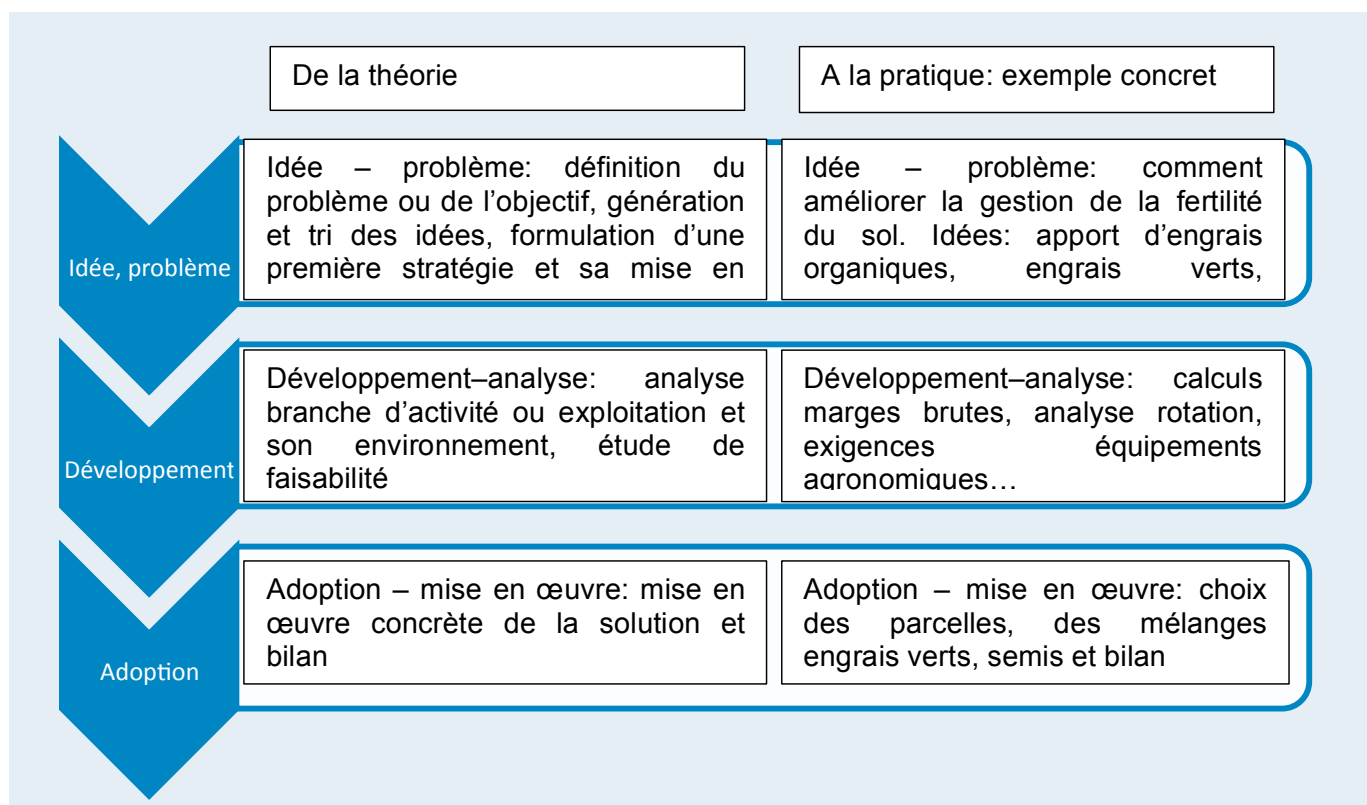 De la théorie
A la pratique: exemple concret
Idée, problème
Idée – problème: définition du
problème ou de l’objectif, génération
et tri des idées, formulation d’une
première stratégie et sa mise en
Idée – problème: comment
améliorer la gestion de la fertilité
du sol. Idées: apport d’engrais
organiques, engrais verts,
Développement
Développement–analyse: analyse
branche d’activité ou exploitation et
son environnement, étude de
faisabilité
Développement–analyse: calculs
marges brutes, analyse rotation,
exigences équipements
agronomiques…
Adoption
Adoption – mise en œuvre: mise en
œuvre concrète de la solution et
bilan
Adoption – mise en œuvre: choix
des parcelles, des mélanges
engrais verts, semis et bilan